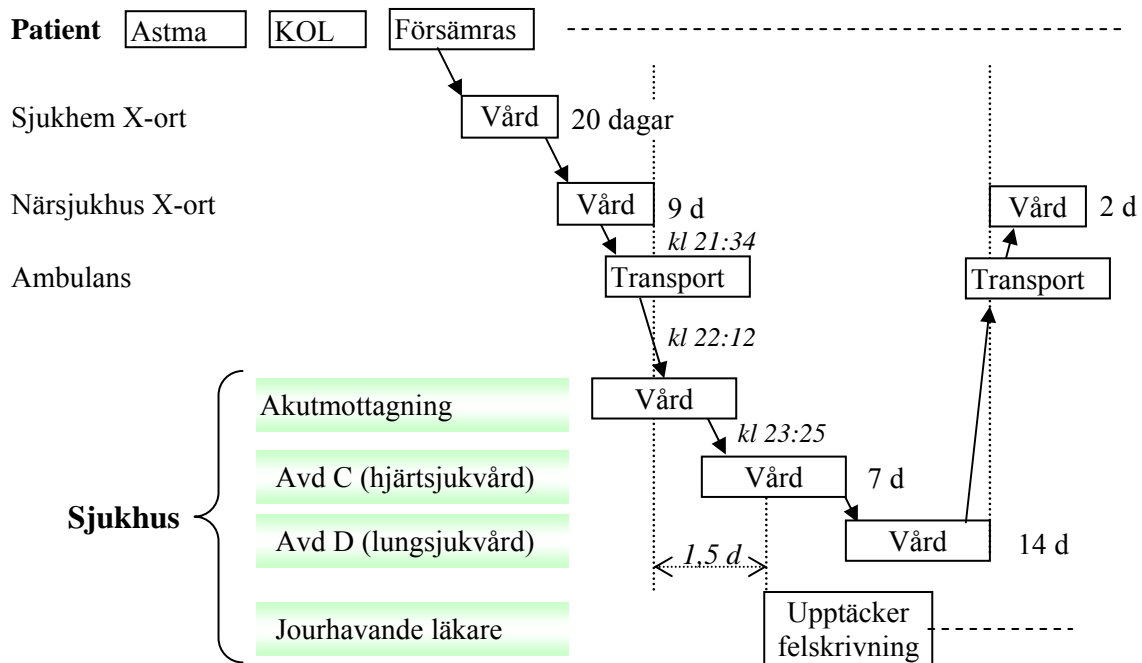 Patient Astma KOL Försämras
Sjukhem X-ort Vård 20 dagar
Närsjukhus X-ort Vård 9 d Vård 2 d
kl 21:34
Ambulans Transport Transport
kl 22:12
Akutmottagning Vård
kl 23:25
Avd C (hjärtsjukvård) Vård 7 d
Sjukhus
Avd D (lungsjukvård) Vård 14 d
1,5 d
Jourhavande läkare Upptäcker
felskrivning